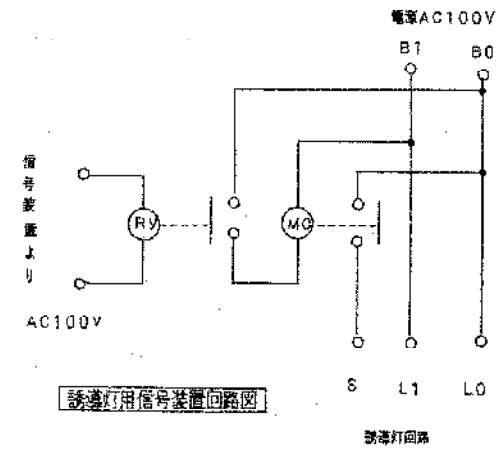 電源AC100V
B1
B0
信号装置より
RY
MC
AC100V
S
L1
L0
誘導灯用信号装置回路図
誘導灯回路